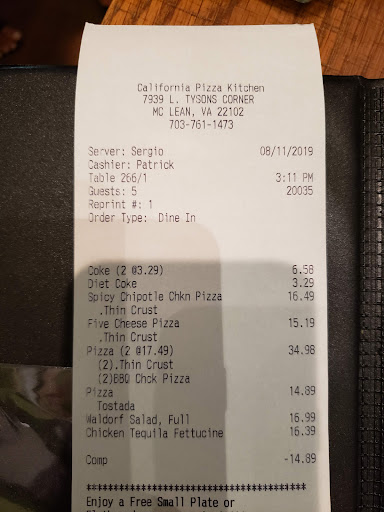 California Pizza Kitchen
7939 L. TYSONS CORNER
MC LEAN, VA 22102
703-761-1473
Server: Sergio 08/11/2019
Cashier: Patrick
Table 266/1 3:11 PM
Guests: 5 20035
Reprint #: 1
Order Type: Dine In
Coke (2 @3.29) 6.58
Diet Coke 3.29
Spicy Chipotle Chkn Pizza 16.49
.Thin Crust
Five Cheese Pizza 15.19
.Thin Crust
Pizza (2 @17.49) 34.98
(2).Thin Crust
(2)BBQ Chck Pizza
Pizza 14.89
Tostada
Waldorf Salad, Full 16.99
Chicken Tequila Fettucine 16.39
Comp -14.89
****************************************
Enjoy a Free Small Plate or